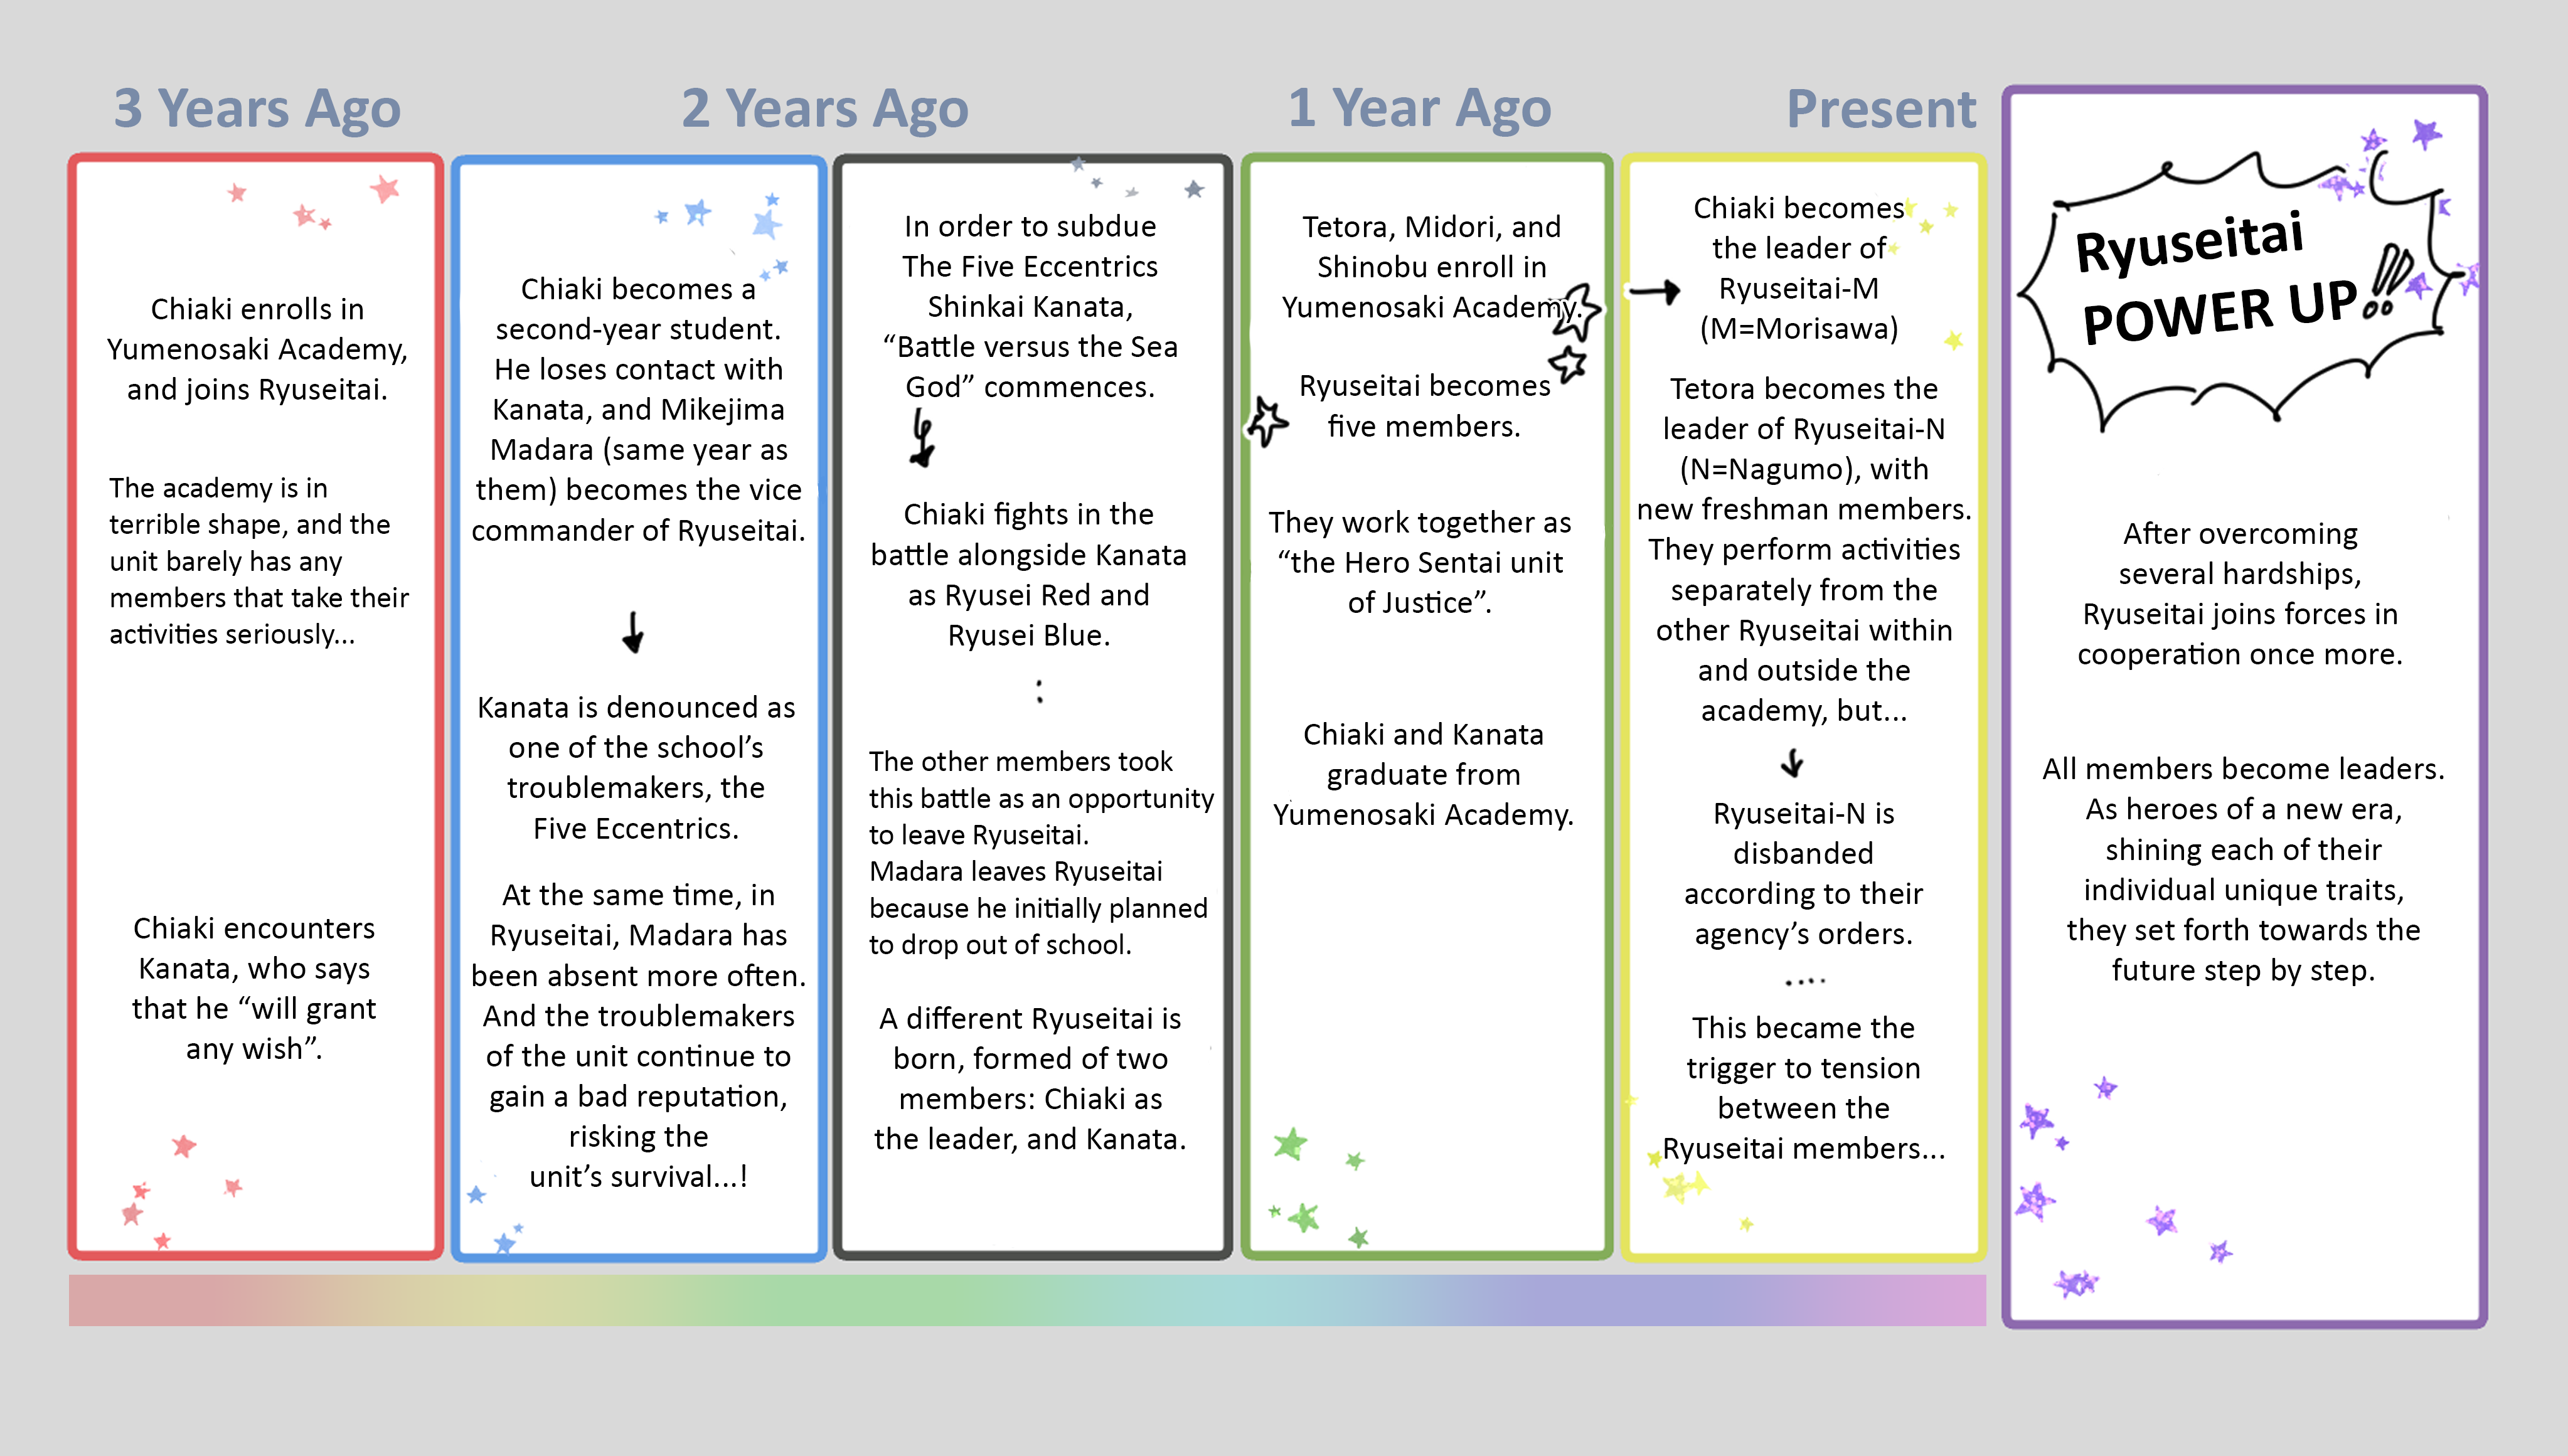 3 Years Ago
Chiaki enrolls in
Yumenosaki Academy,
and joins Ryuseitai.
The academy is in
terrible shape, and the
unit barely has any
members that take their
activities seriously...
Chiaki encounters
Kanata, who says
that he “will grant
any wish”.
2 Years Ago
Chiaki becomes a
second-year student.
He loses contact with
Kanata, and Mikejima
Madara (same year as
them) becomes the vice
commander of Ryuseitai.
Kanata is denounced as
one of the school’s
troublemakers, the
Five Eccentrics.
At the same time, in
Ryuseitai, Madara has
been absent more often.
And the troublemakers
of the unit continue to
gain a bad reputation,
risking the
unit’s survival...!
In order to subdue
The Five Eccentrics
Shinkai Kanata,
“Battle versus the Sea
God” commences.
Chiaki fights in the
battle alongside Kanata
as Ryusei Red and
Ryusei Blue.
:
The other members took
this battle as an opportunity
to leave Ryuseitai.
Madara leaves Ryuseitai
because he initially planned
to drop out of school.
A different Ryuseitai is
born, formed of two
members: Chiaki as
the leader, and Kanata.
1 Year Ago
Tetora, Midori, and
Shinobu enroll in
Yumenosaki Academy.
Ryuseitai becomes
five members.
They work together as
“the Hero Sentai unit
of Justice”.
Chiaki and Kanata
graduate from
Yumenosaki Academy.
Present
Chiaki becomes
the leader of
Ryuseitai-M
(M=Morisawa)
Tetora becomes the
leader of Ryuseitai-N
(N=Nagumo), with
new freshman members.
They perform activities
separately from the
other Ryuseitai within
and outside the
academy, but...
Ryuseitai-N is
disbanded
according to their
agency’s orders.
....
This became the
trigger to tension
between the
Ryuseitai members...
Ryuseitai
POWER UP!!
After overcoming
several hardships,
Ryuseitai joins forces in
cooperation once more.
All members become leaders.
As heroes of a new era,
shining each of their
individual unique traits,
they set forth towards the
future step by step.